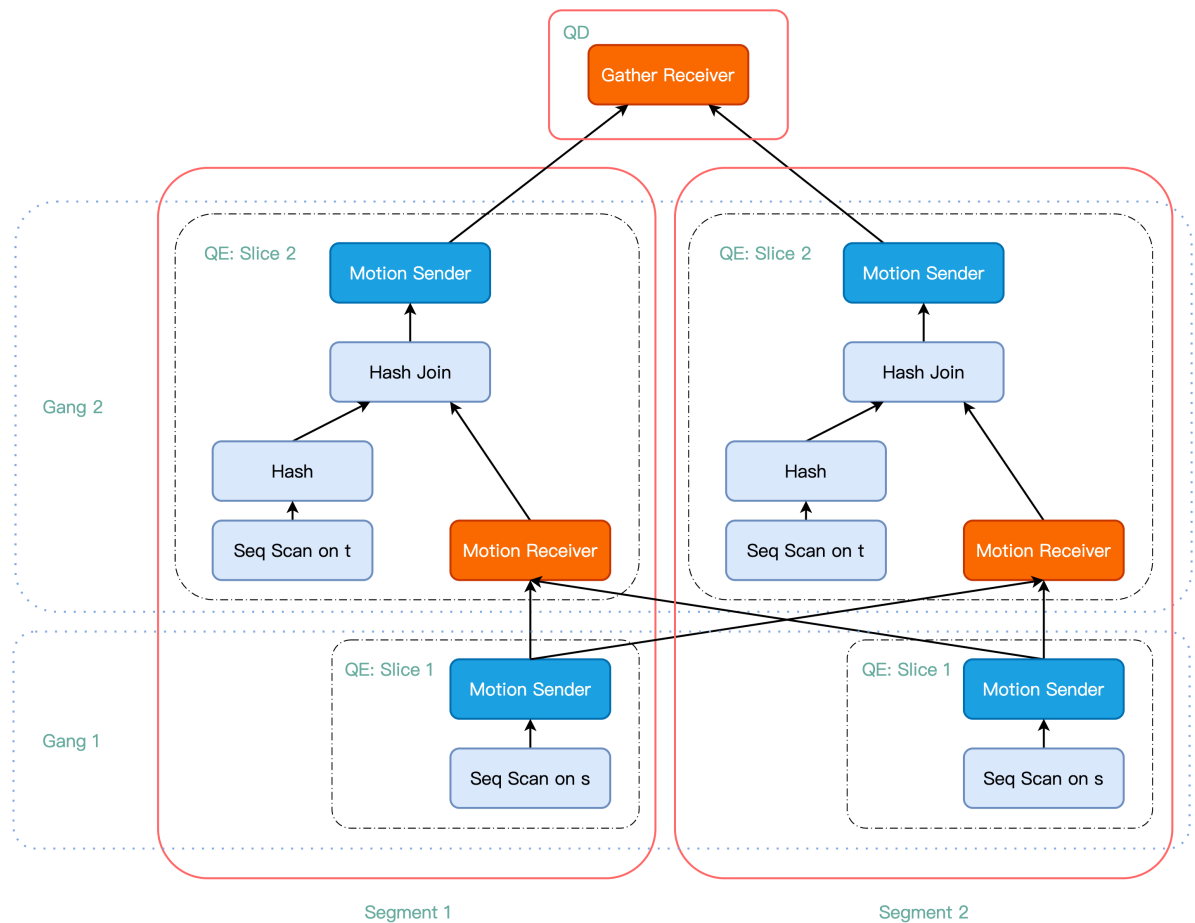 QD
Gather Receiver
QE: Slice 2
Motion Sender
QE: Slice 2
Motion Sender
Hash Join
Hash Join
Gang 2
Hash
Hash
Seq Scan on t
Motion Receiver
Seq Scan on t
Motion Receiver
QE: Slice 1
Motion Sender
QE: Slice 1
Motion Sender
Gang 1
Seq Scan on s
Seq Scan on s
Segment 1
Segment 2